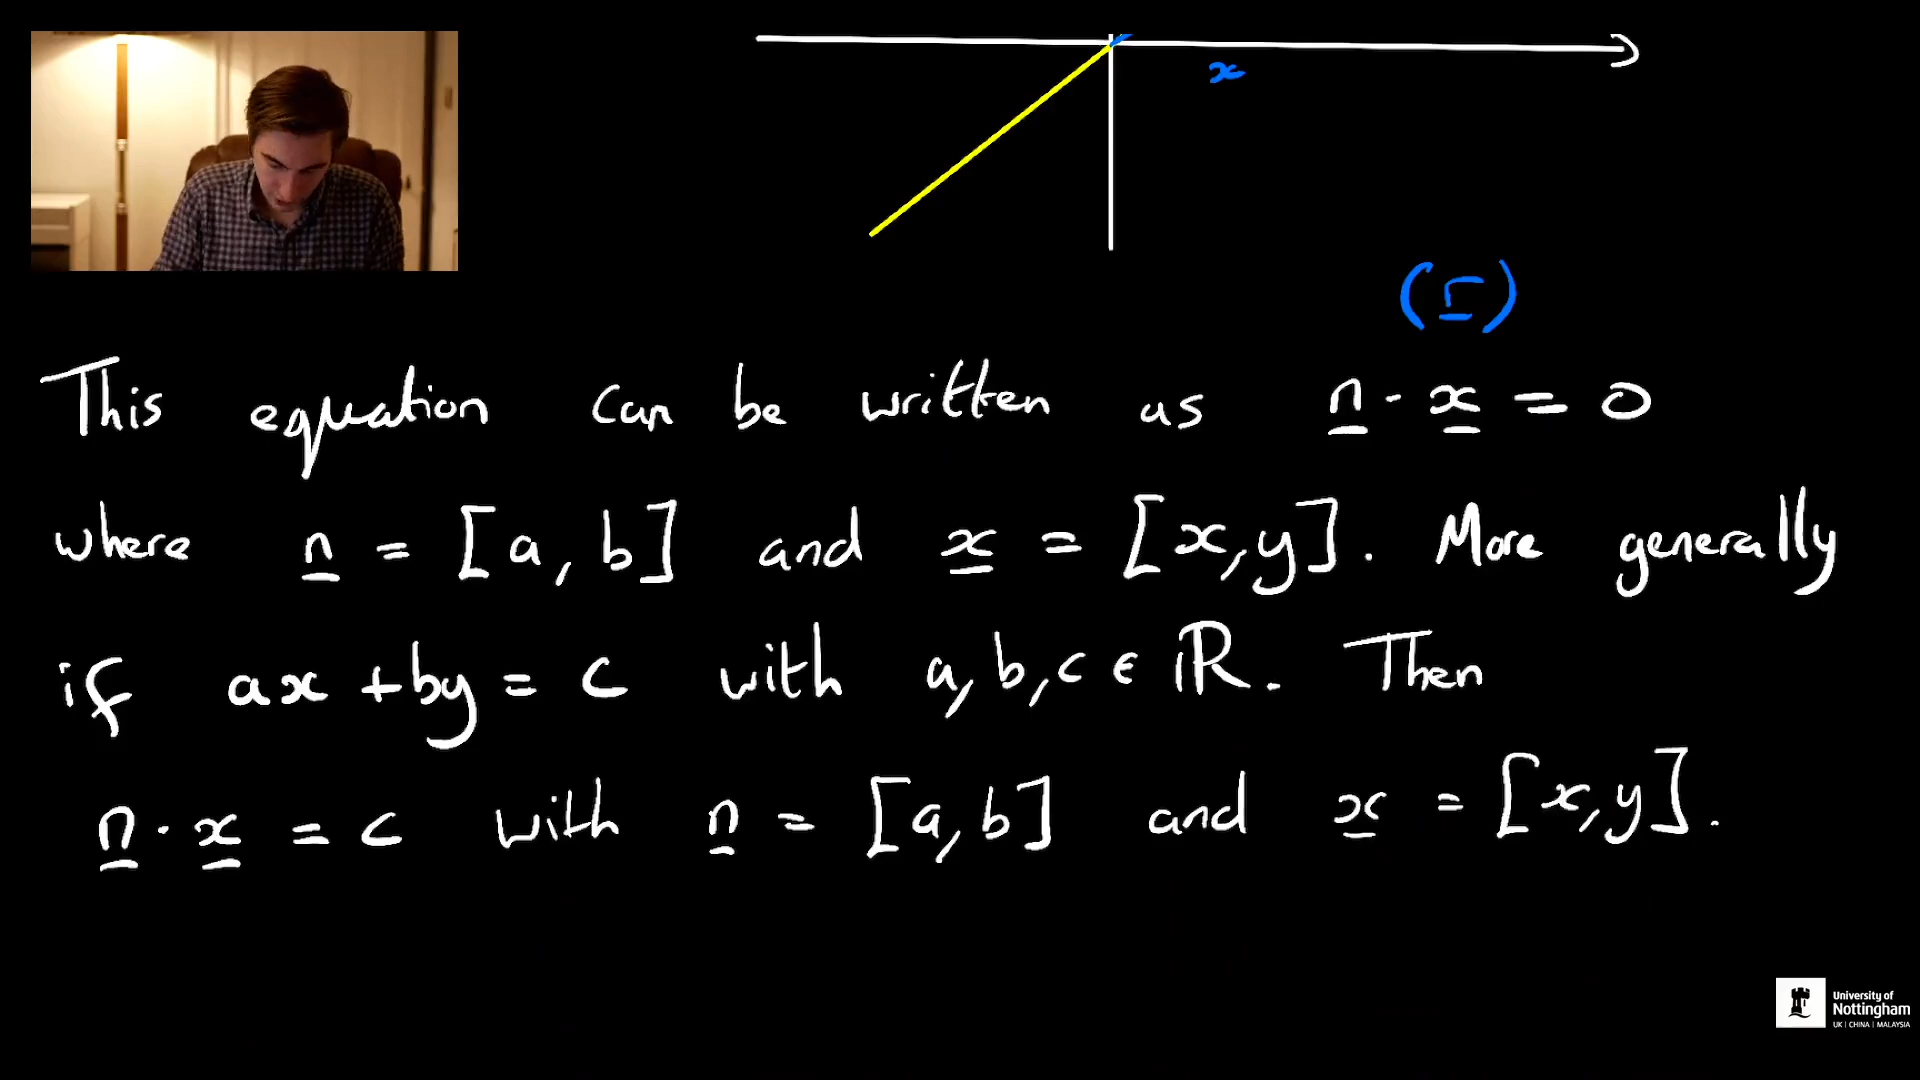 x
(r)
This equation can be written as n · x = 0
where n = [a, b] and x = [x, y]. More generally
if ax + by = c with a, b, c ∈ ℝ. Then
n · x = c with n = [a, b] and x = [x, y].
University of
Nottingham
UK | CHINA | MALAYSIA